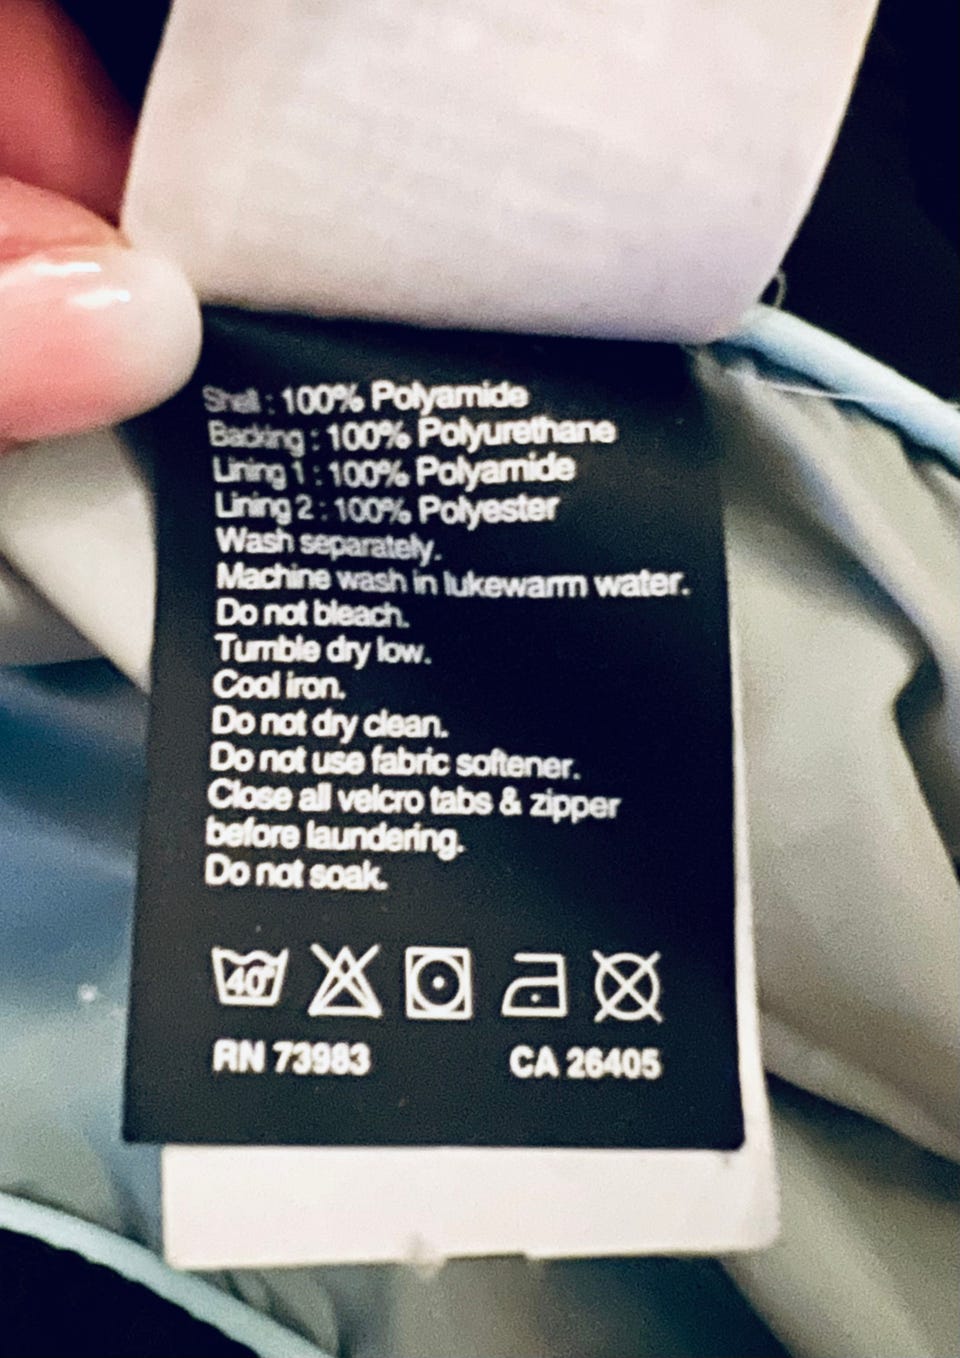 Shell : 100% Polyamide
Backing : 100% Polyurethane
Lining 1 : 100% Polyamide
Lining 2 : 100% Polyester
Wash separately.
Machine wash in lukewarm water.
Do not bleach.
Tumble dry low.
Cool iron.
Do not dry clean.
Do not use fabric softener.
Close all velcro tabs & zipper
before laundering.
Do not soak.
40°
RN 73983 CA 26405